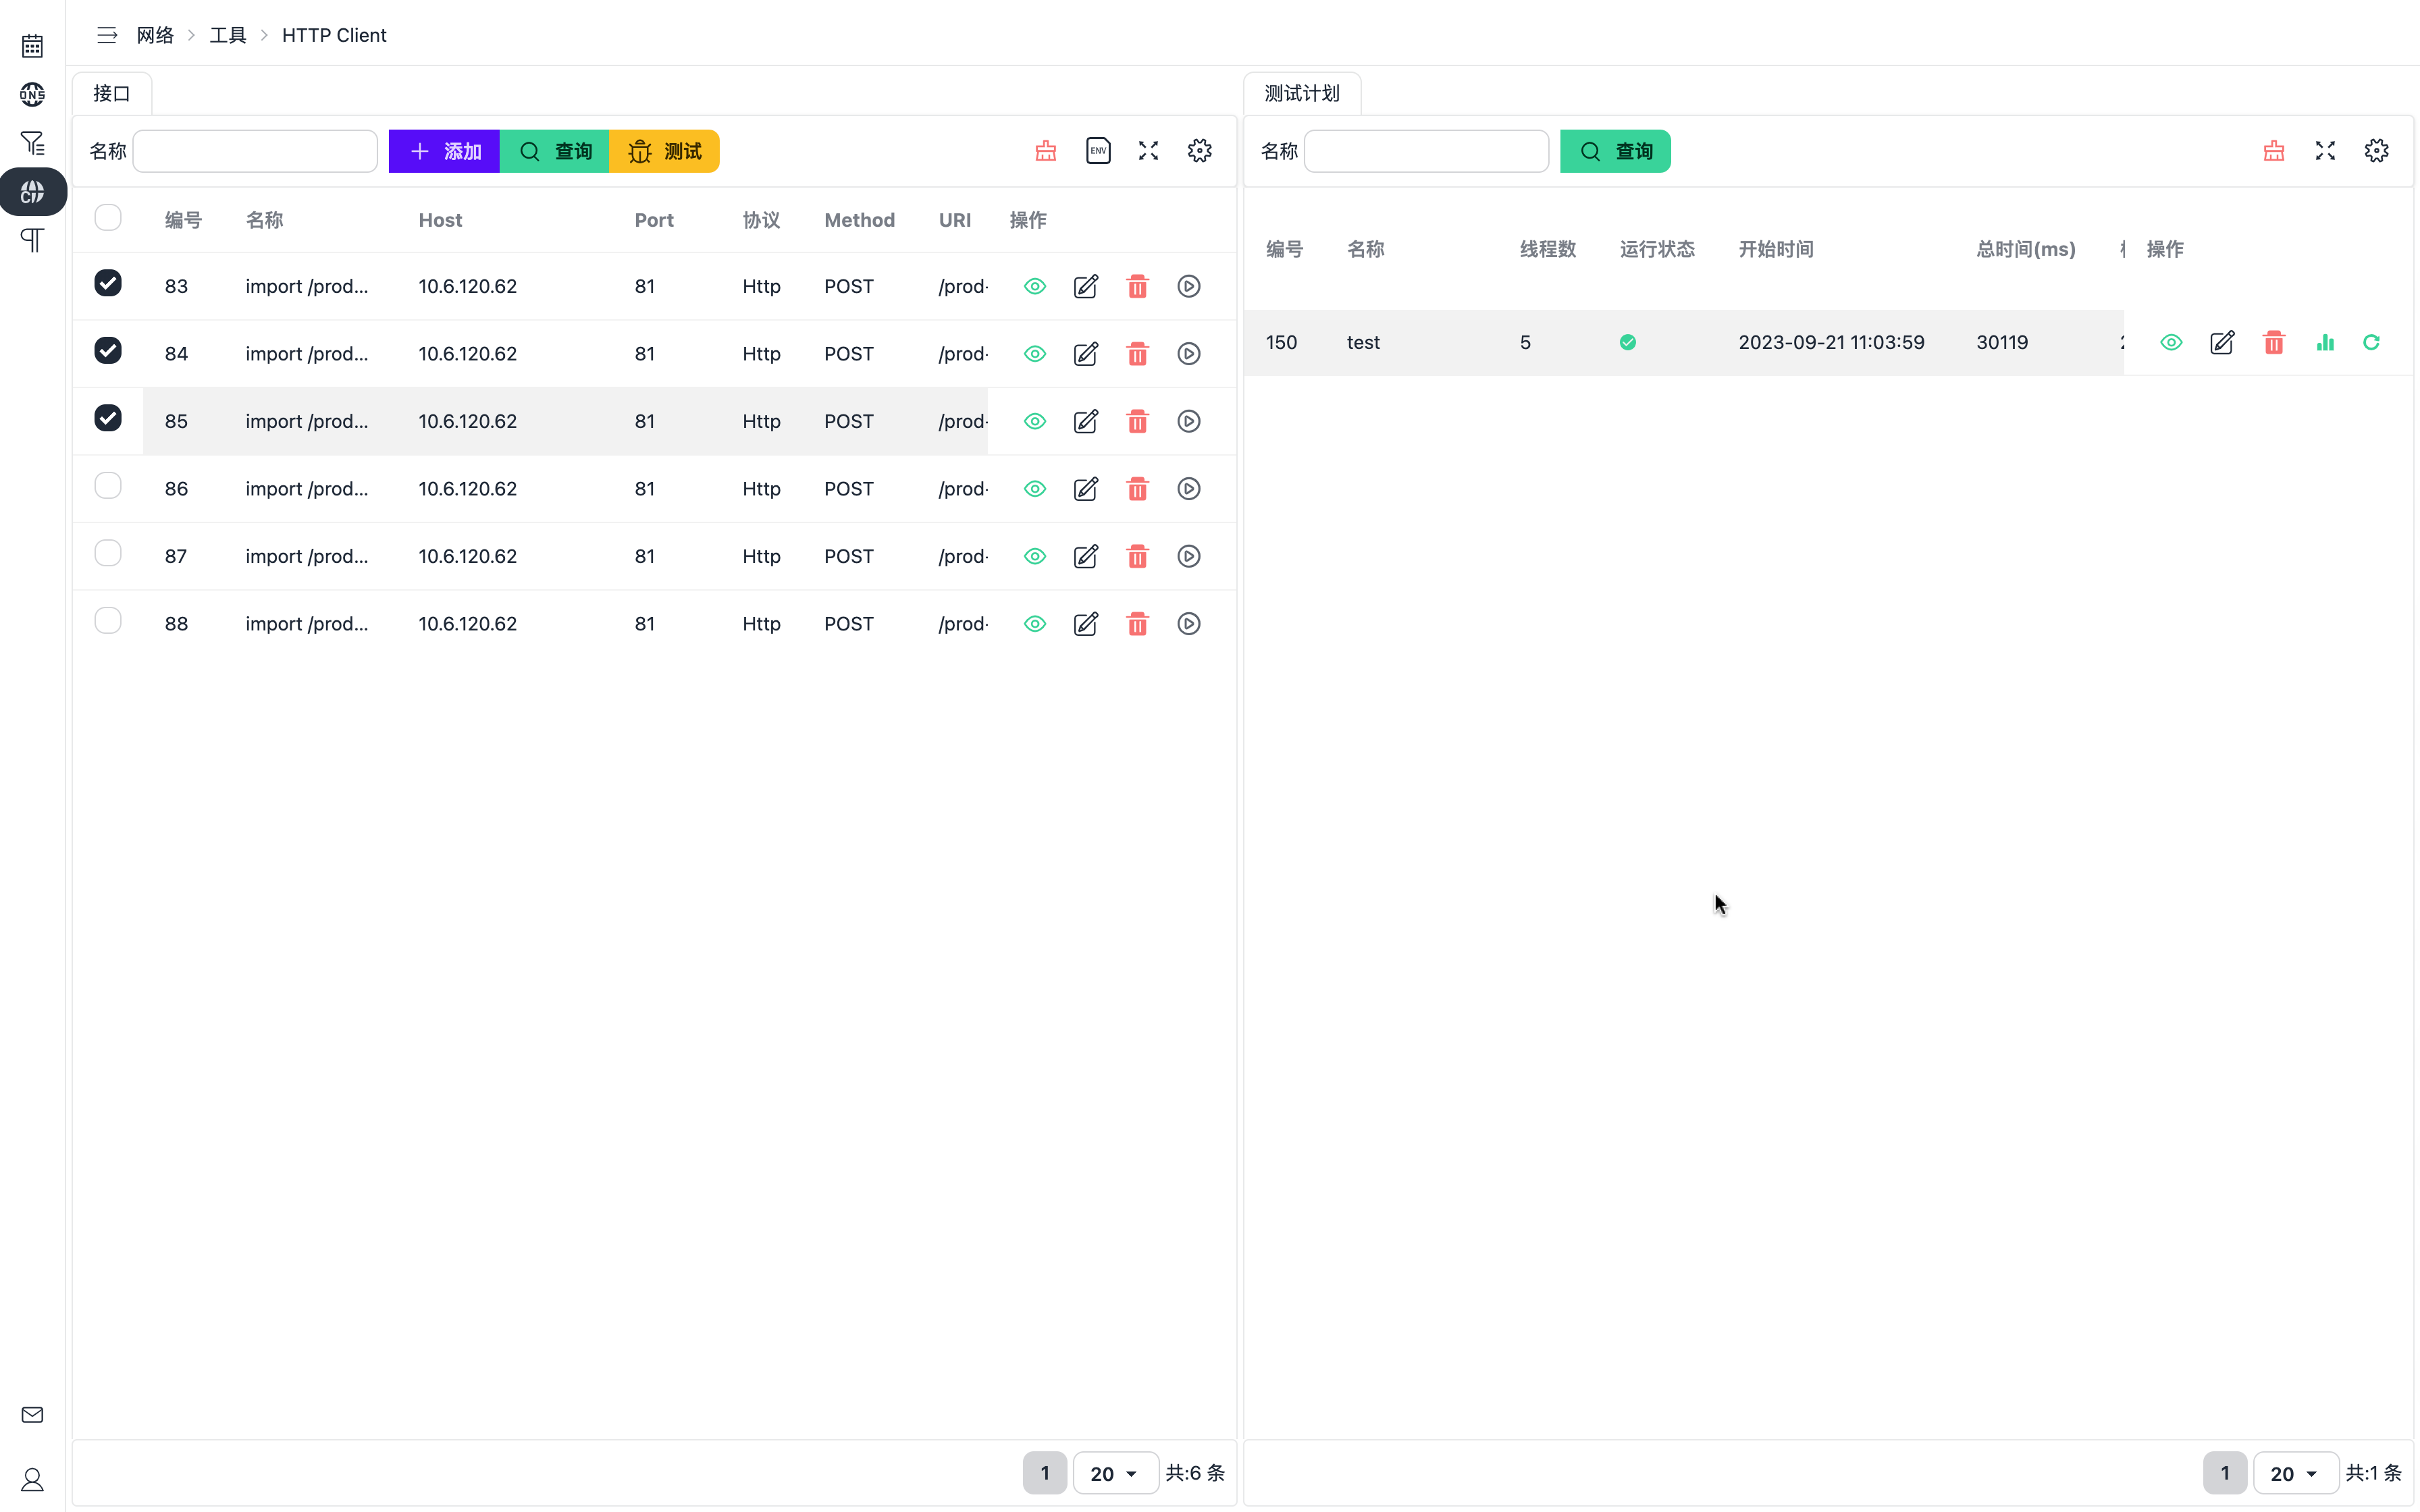 网络 > 工具 > HTTP Client
接口
名称 添加 查询 测试 ENV
编号 名称 Host Port 协议 Method URI 操作
83 import /prod... 10.6.120.62 81 Http POST /prod-
84 import /prod... 10.6.120.62 81 Http POST /prod-
85 import /prod... 10.6.120.62 81 Http POST /prod-
86 import /prod... 10.6.120.62 81 Http POST /prod-
87 import /prod... 10.6.120.62 81 Http POST /prod-
88 import /prod... 10.6.120.62 81 Http POST /prod-
1 20 共:6 条
测试计划
名称 查询
编号 名称 线程数 运行状态 开始时间 总时间(ms) 操作
150 test 5 2023-09-21 11:03:59 30119
1 20 共:1 条
DNS